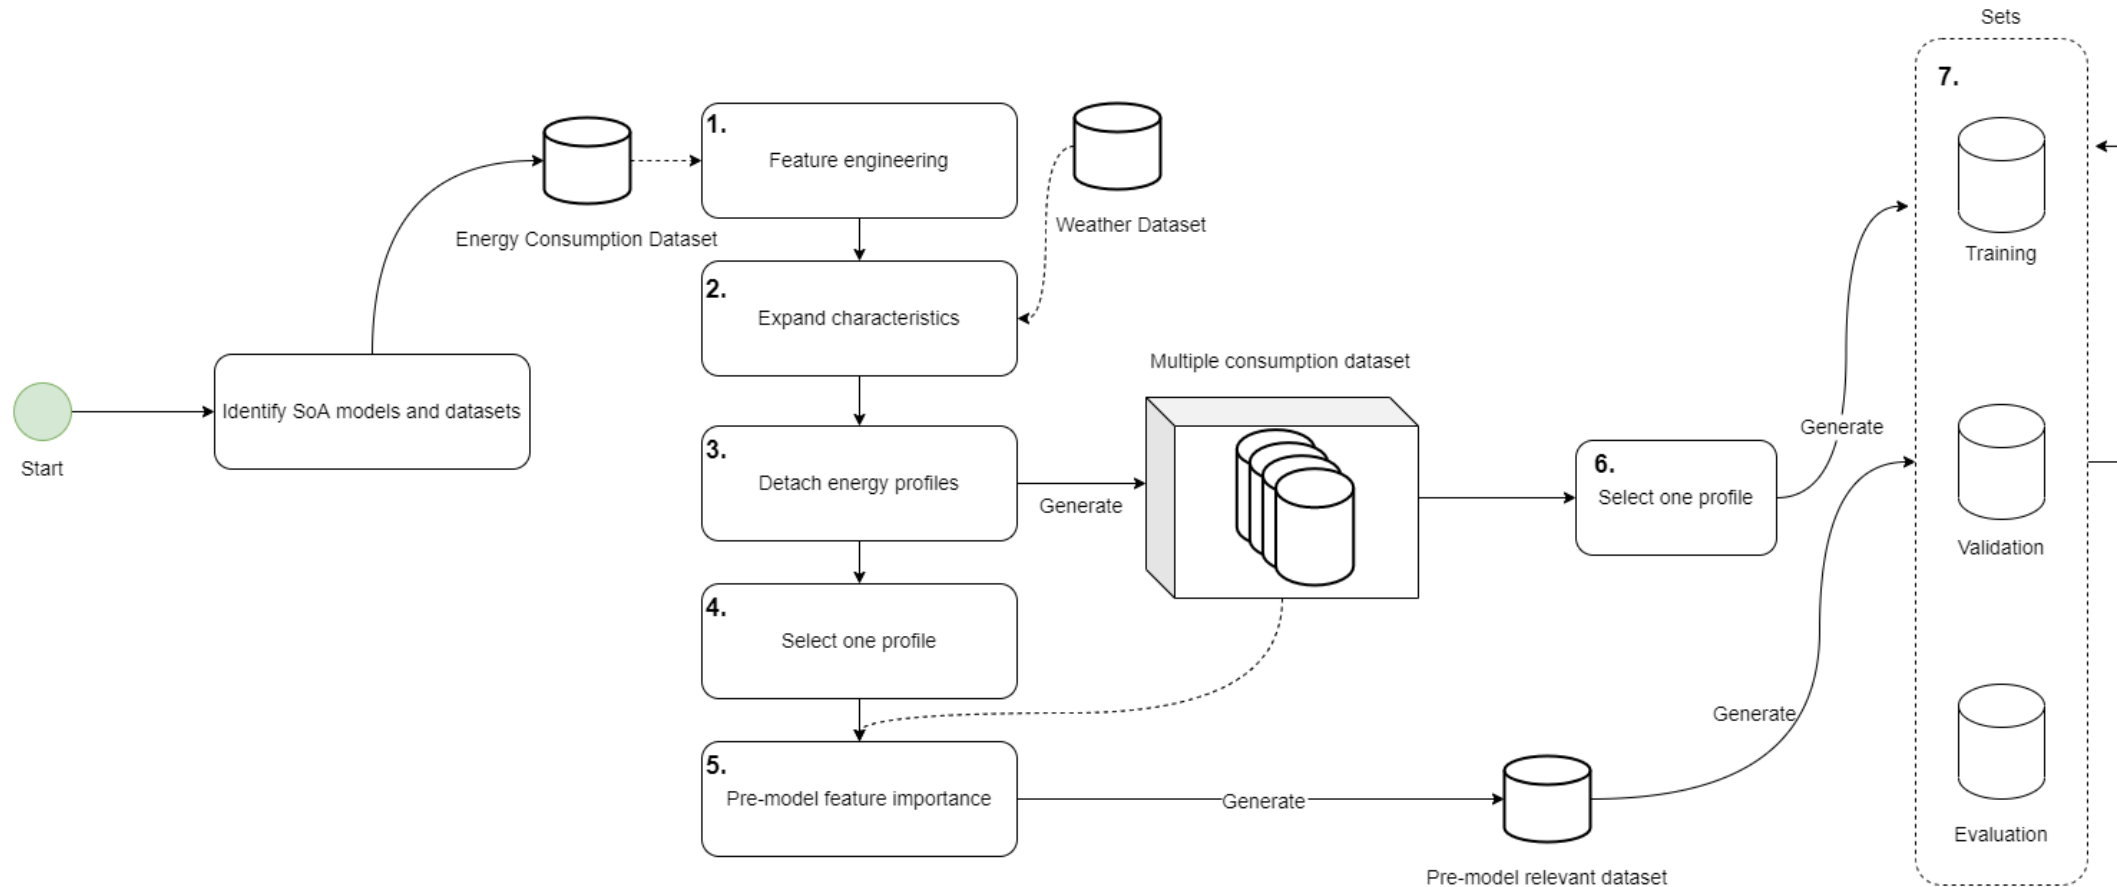 Sets
7.
1.
Feature engineering
Energy Consumption Dataset
Weather Dataset
Training
2.
Expand characteristics
Multiple consumption dataset
Start
Identify SoA models and datasets
3.
Detach energy profiles
Generate
6.
Select one profile
Generate
Validation
4.
Select one profile
Generate
5.
Pre-model feature importance
Generate
Pre-model relevant dataset
Evaluation